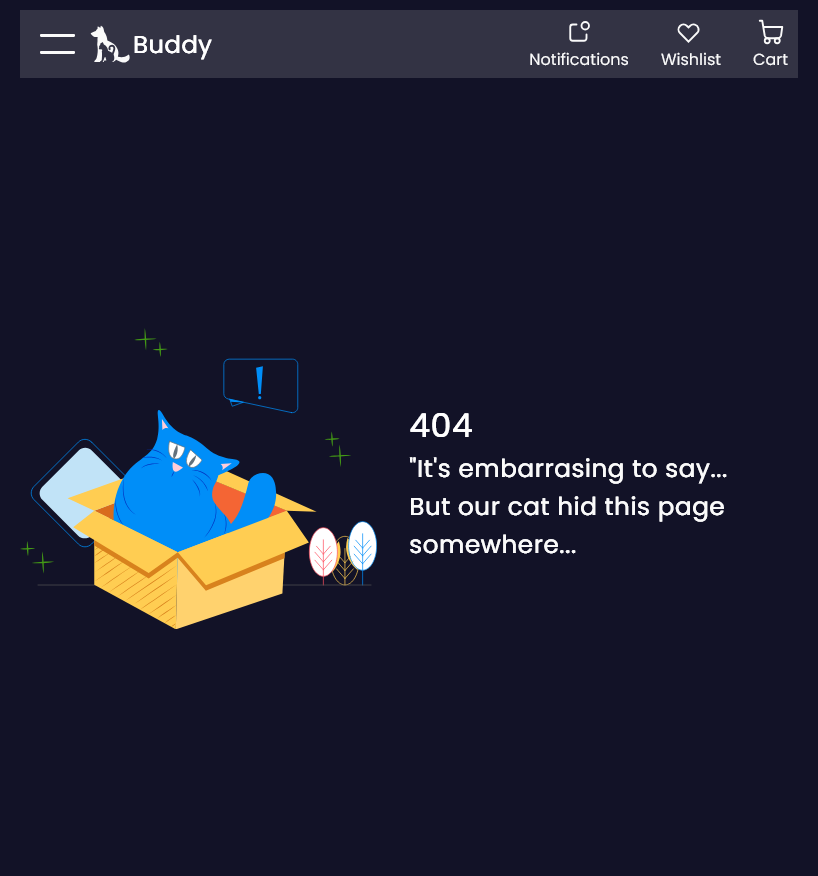 Buddy
Notifications
Wishlist
Cart
!
404
"It's embarrasing to say...
But our cat hid this page
somewhere...